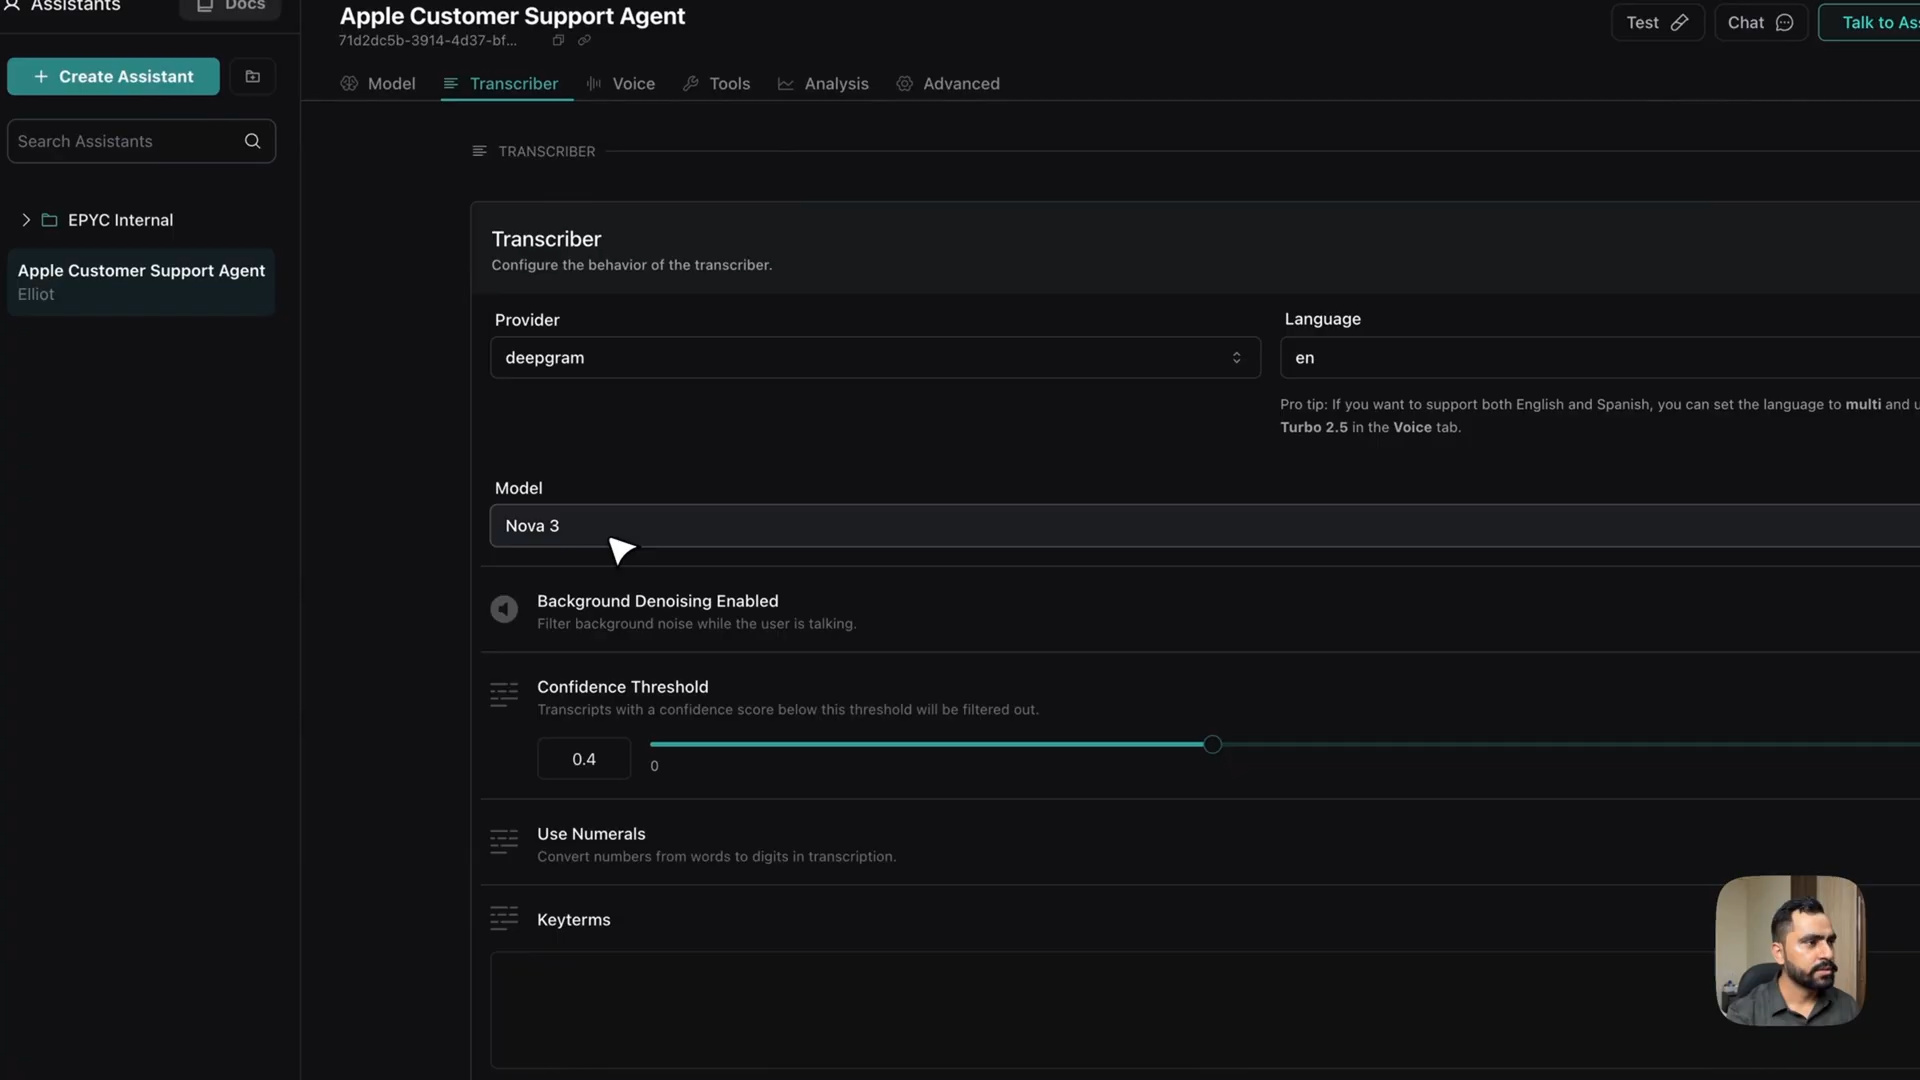 Assistants
Docs
Apple Customer Support Agent
71d2dc5b-3914-4d37-bf...
Test
Chat
Talk to As
+ Create Assistant
Model
Transcriber
Voice
Tools
Analysis
Advanced
Search Assistants
TRANSCRIBER
EPYC Internal
Apple Customer Support Agent
Elliot
Transcriber
Configure the behavior of the transcriber.
Provider
Language
deepgram
en
Pro tip: If you want to support both English and Spanish, you can set the language to multi and u
Turbo 2.5 in the Voice tab.
Model
Nova 3
Background Denoising Enabled
Filter background noise while the user is talking.
Confidence Threshold
Transcripts with a confidence score below this threshold will be filtered out.
0.4
0
Use Numerals
Convert numbers from words to digits in transcription.
Keyterms